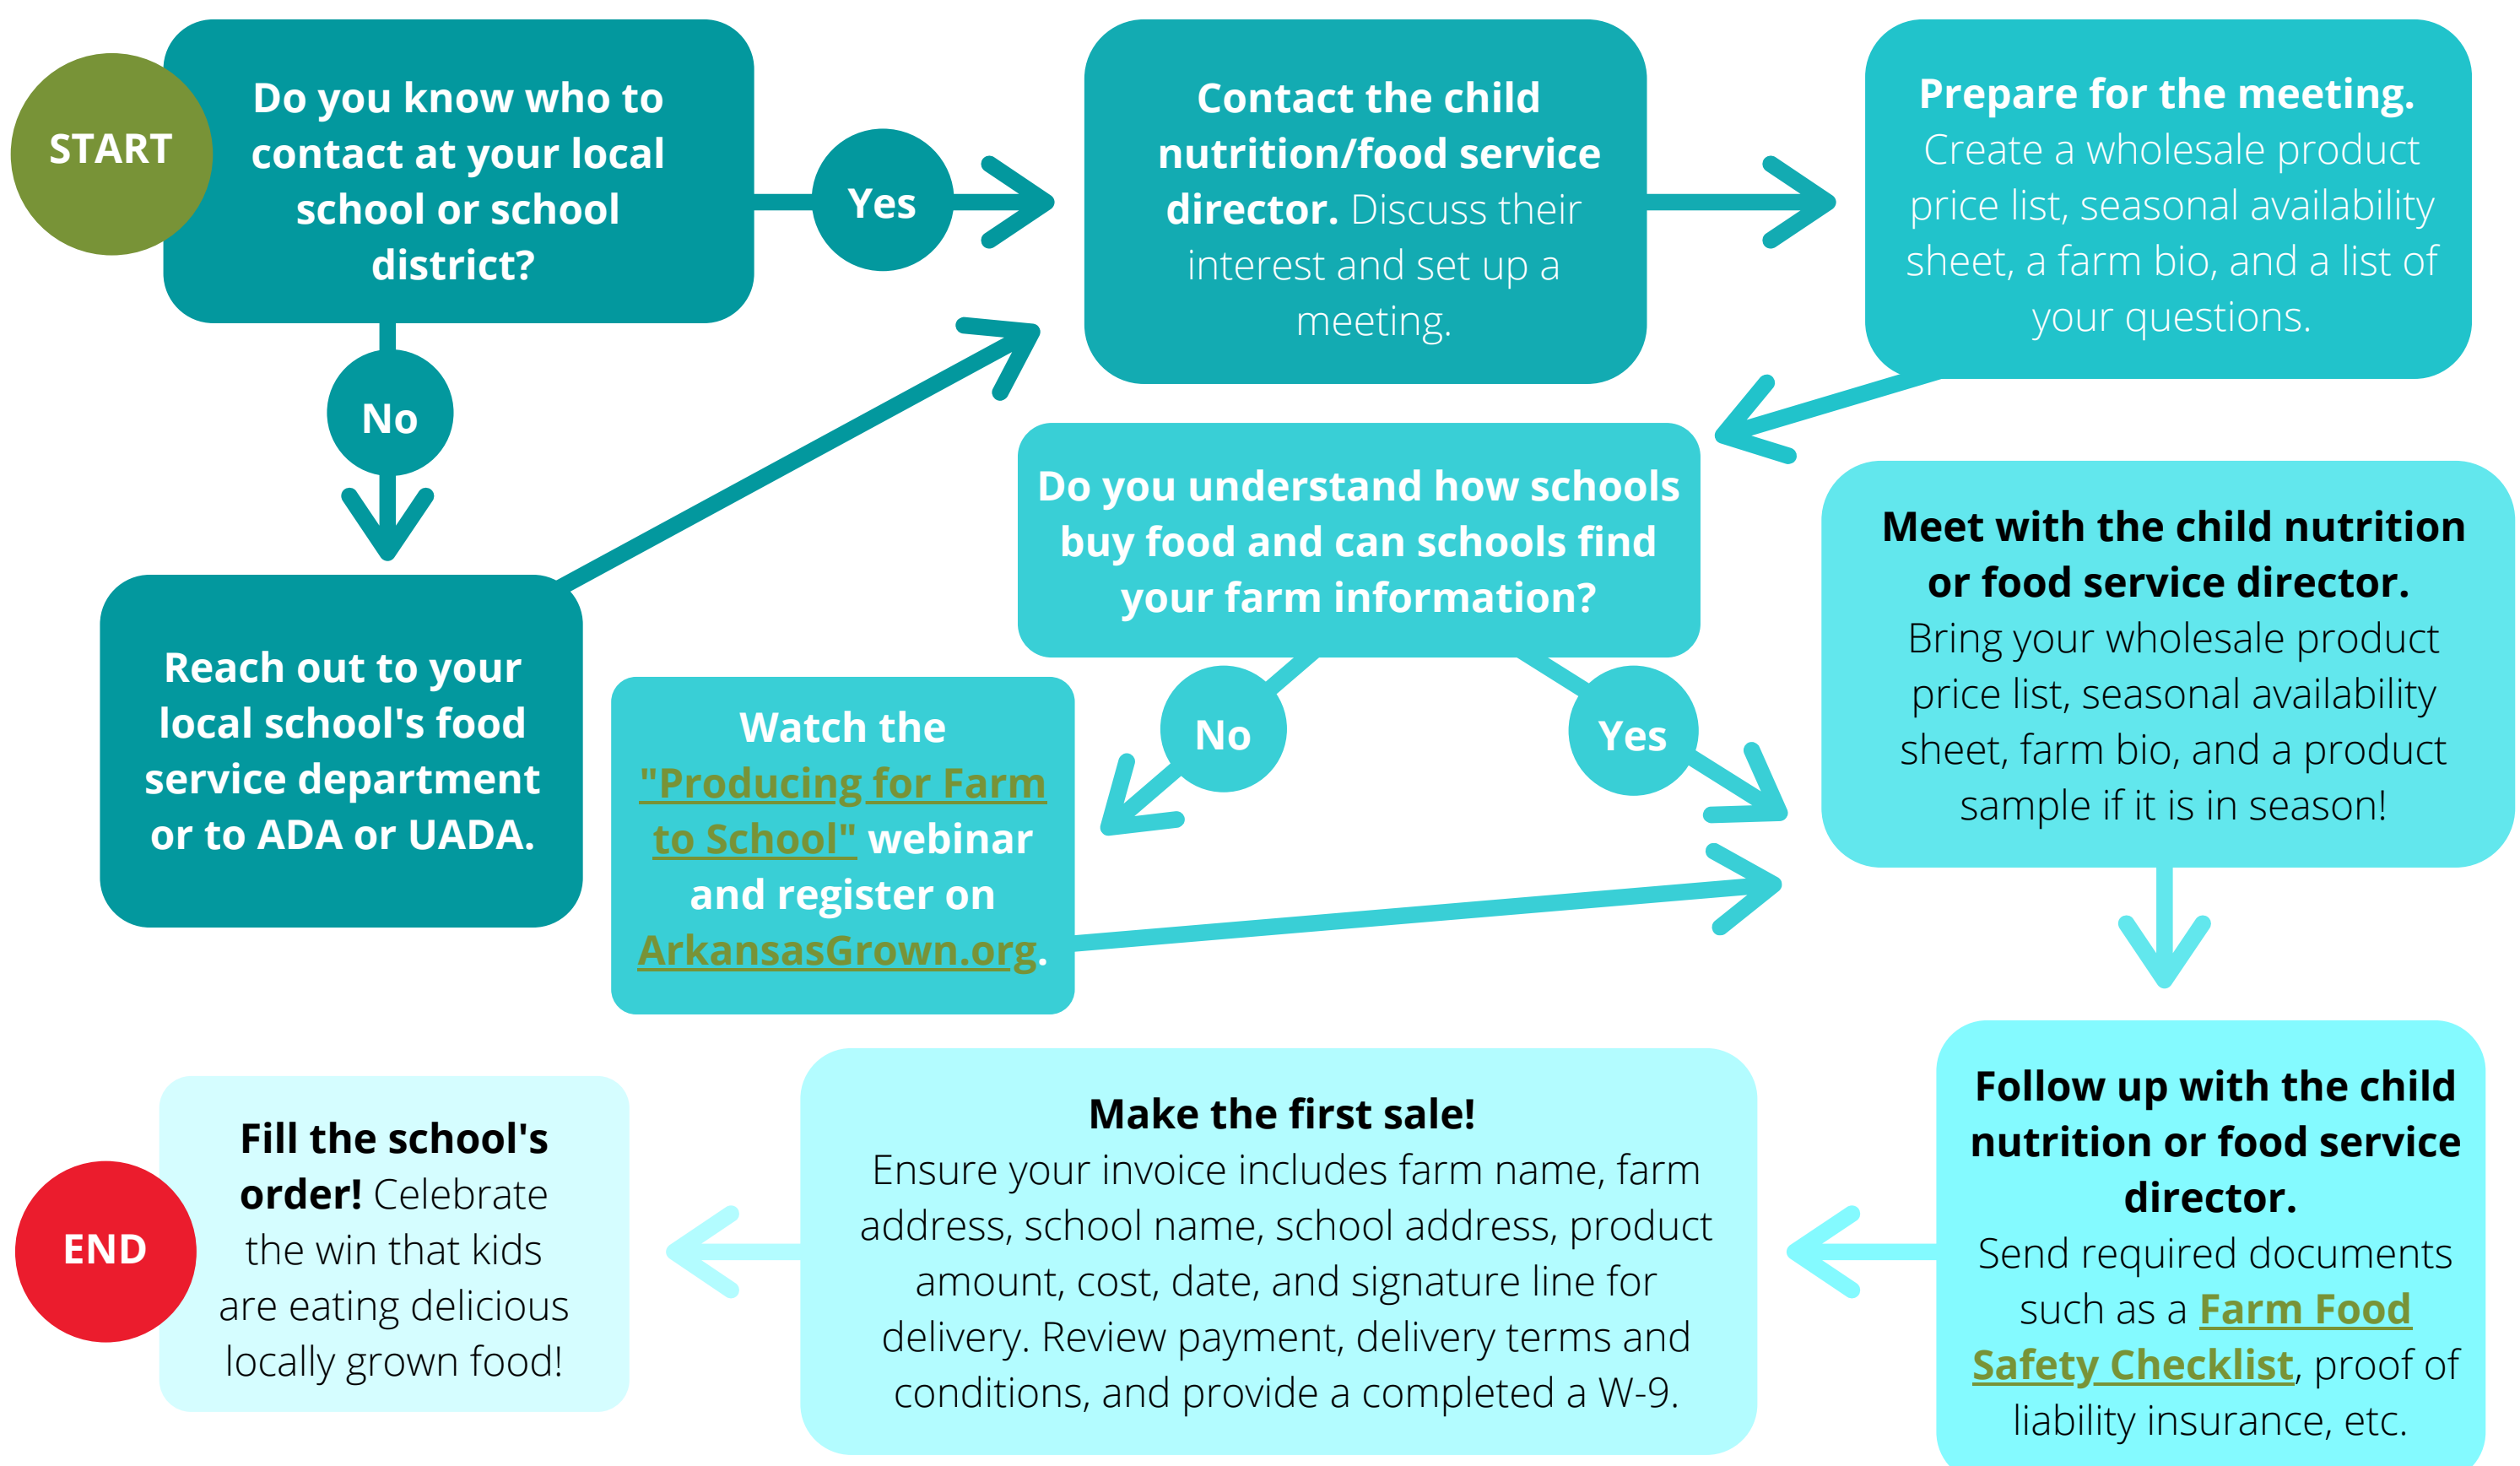 START
Do you know who to
contact at your local
school or school
district?
Yes
No
Contact the child
nutrition/food service
director. Discuss their
interest and set up a
meeting.
Prepare for the meeting.
Create a wholesale product
price list, seasonal availability
sheet, a farm bio, and a list of
your questions.
Reach out to your
local school's food
service department
or to ADA or UADA.
Do you understand how schools
buy food and can schools find
your farm information?
No
Yes
Watch the
"Producing for Farm
to School" webinar
and register on
ArkansasGrown.org.
Meet with the child nutrition
or food service director.
Bring your wholesale product
price list, seasonal availability
sheet, farm bio, and a product
sample if it is in season!
Follow up with the child
nutrition or food service
director.
Send required documents
such as a Farm Food
Safety Checklist, proof of
liability insurance, etc.
Make the first sale!
Ensure your invoice includes farm name, farm
address, school name, school address, product
amount, cost, date, and signature line for
delivery. Review payment, delivery terms and
conditions, and provide a completed a W-9.
Fill the school's
order! Celebrate
the win that kids
are eating delicious
locally grown food!
END